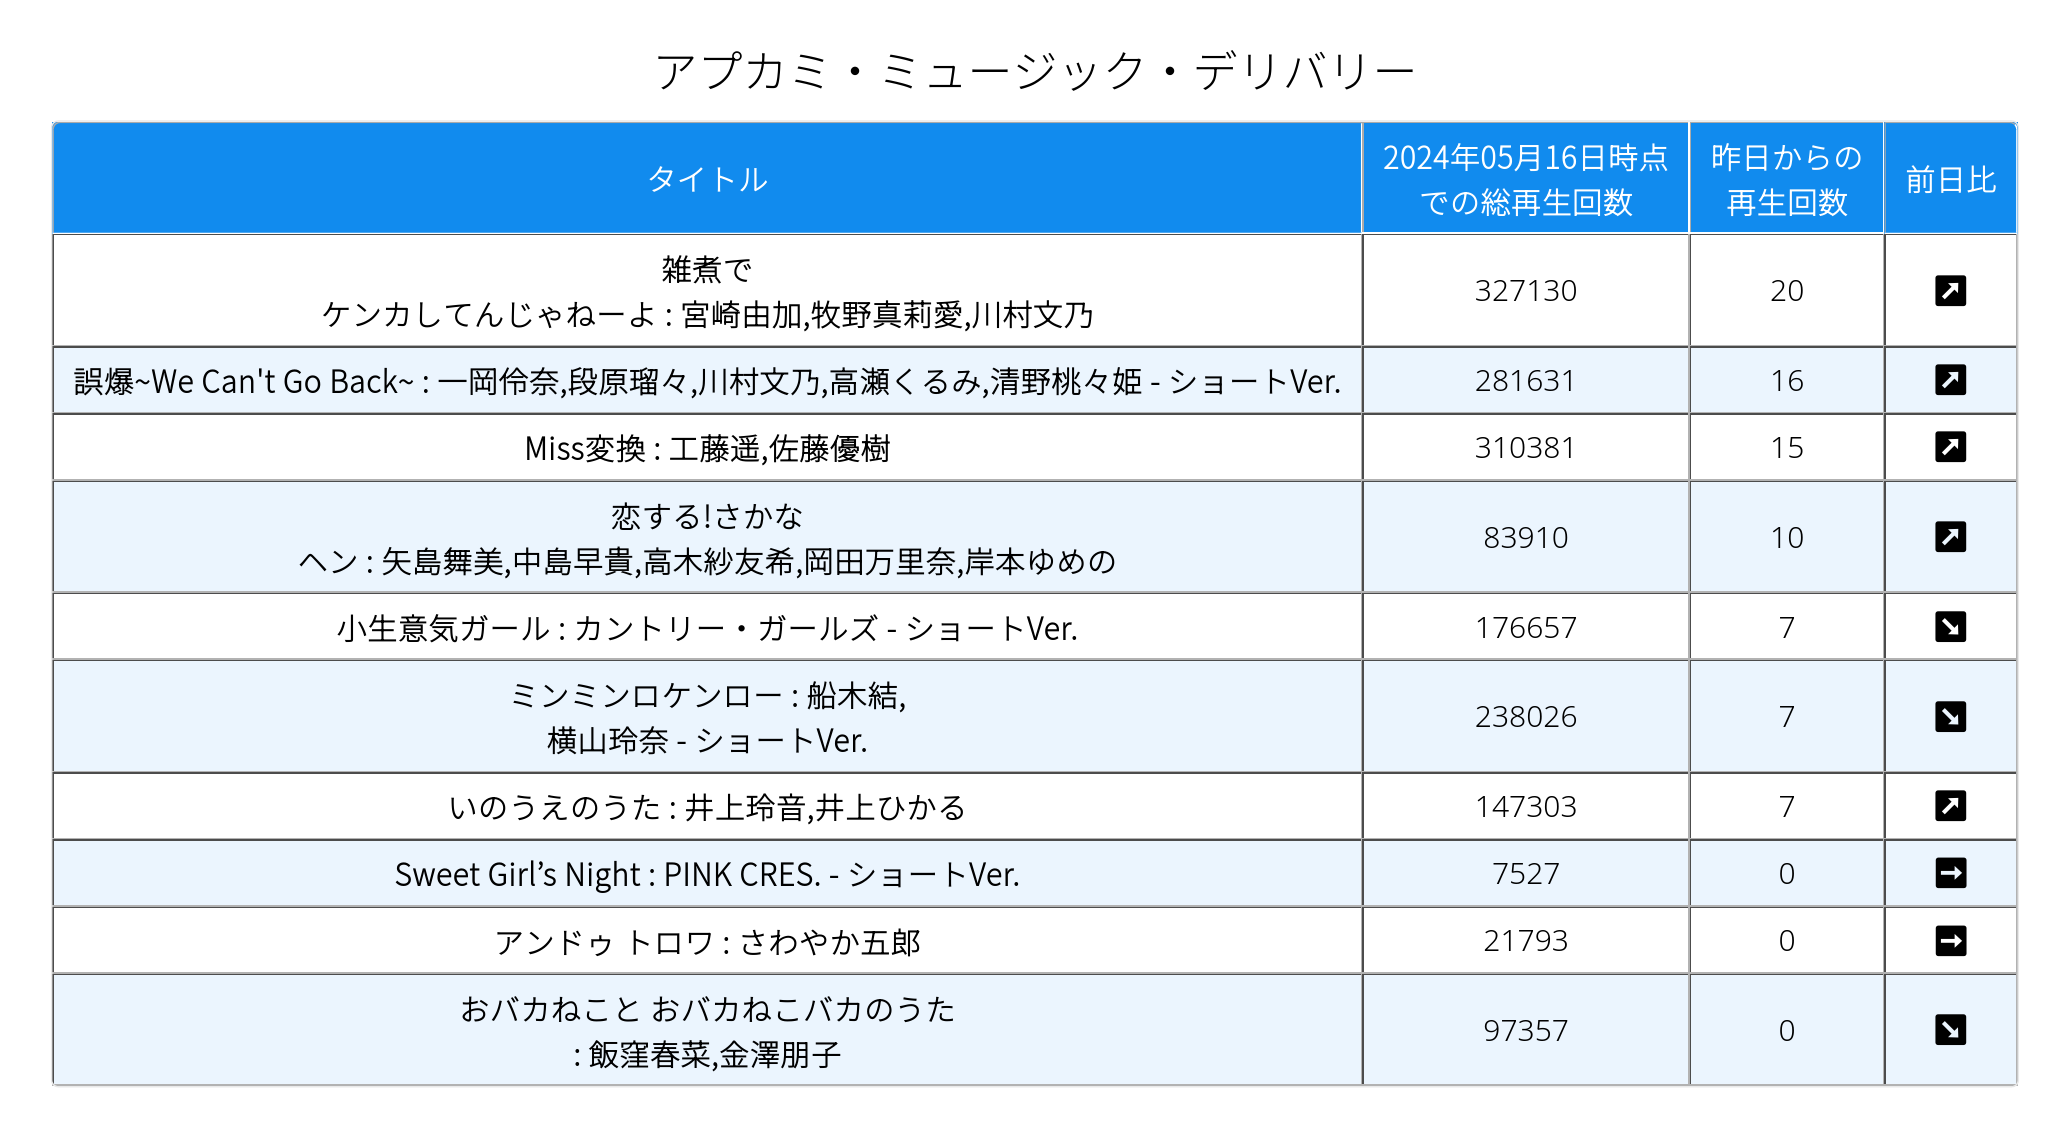 アプカミ・ミュージック・デリバリー
タイトル
2024年05月16日時点
での総再生回数
昨日からの
再生回数
前日比
雑煮で
ケンカしてんじゃねーよ : 宮崎由加,牧野真莉愛,川村文乃
327130
20
誤爆~We Can't Go Back~ : 一岡伶奈,段原瑠々,川村文乃,高瀬くるみ,清野桃々姫 - ショートVer.
281631
16
Miss変換 : 工藤遥,佐藤優樹
310381
15
恋する!さかな
ヘン : 矢島舞美,中島早貴,高木紗友希,岡田万里奈,岸本ゆめの
83910
10
小生意気ガール : カントリー・ガールズ - ショートVer.
176657
7
ミンミンロケンロー : 船木結,
横山玲奈 - ショートVer.
238026
7
いのうえのうた : 井上玲音,井上ひかる
147303
7
Sweet Girl’s Night : PINK CRES. - ショートVer.
7527
0
アンドゥ トロワ : さわやか五郎
21793
0
おバカねこと おバカねこバカのうた
: 飯窪春菜,金澤朋子
97357
0